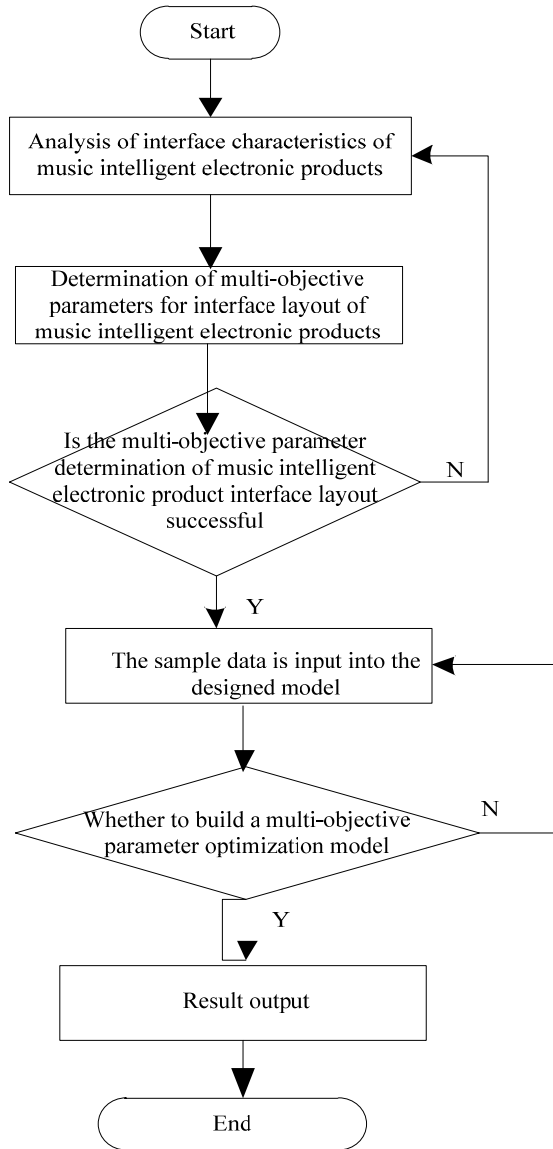 Start
Analysis of interface characteristics of
music intelligent electronic products
Determination of multi-objective
parameters for interface layout of
music intelligent electronic products
Is the multi-objective parameter
determination of music intelligent
electronic product interface layout
successful
N
Y
The sample data is input into the
designed model
Whether to build a multi-objective
parameter optimization model
N
Y
Result output
End